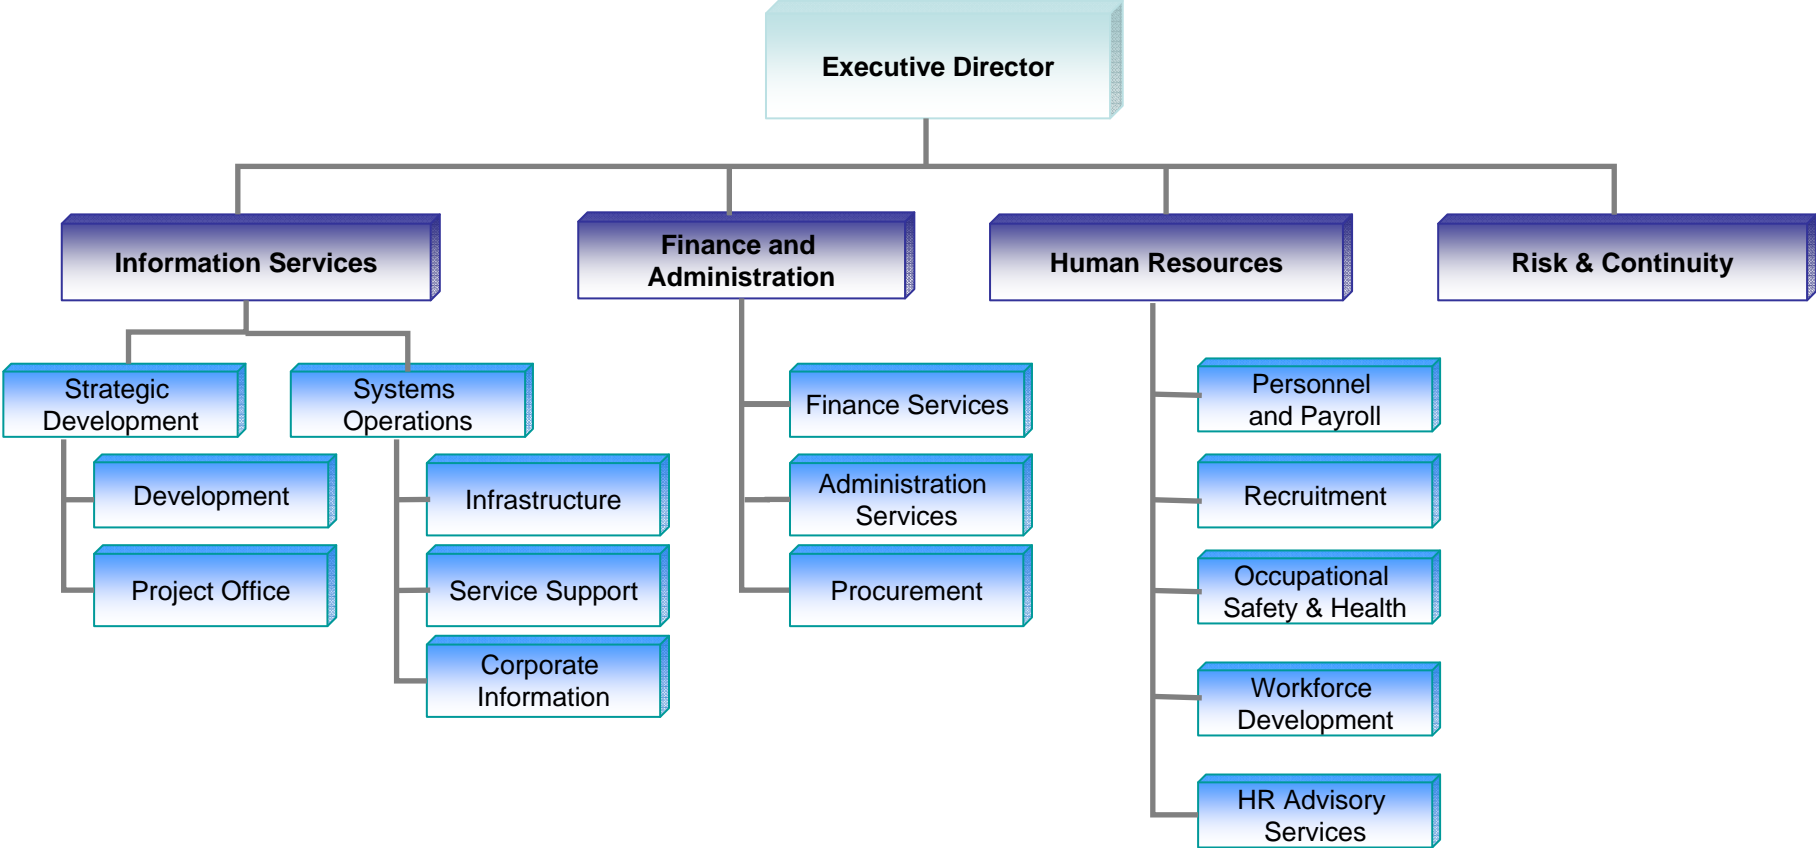 Executive Director
Information Services
Finance and
Administration
Human Resources
Risk & Continuity
Strategic
Development
Systems
Operations
Development
Project Office
Infrastructure
Service Support
Corporate
Information
Finance Services
Administration
Services
Procurement
Personnel
and Payroll
Recruitment
Occupational
Safety & Health
Workforce
Development
HR Advisory
Services